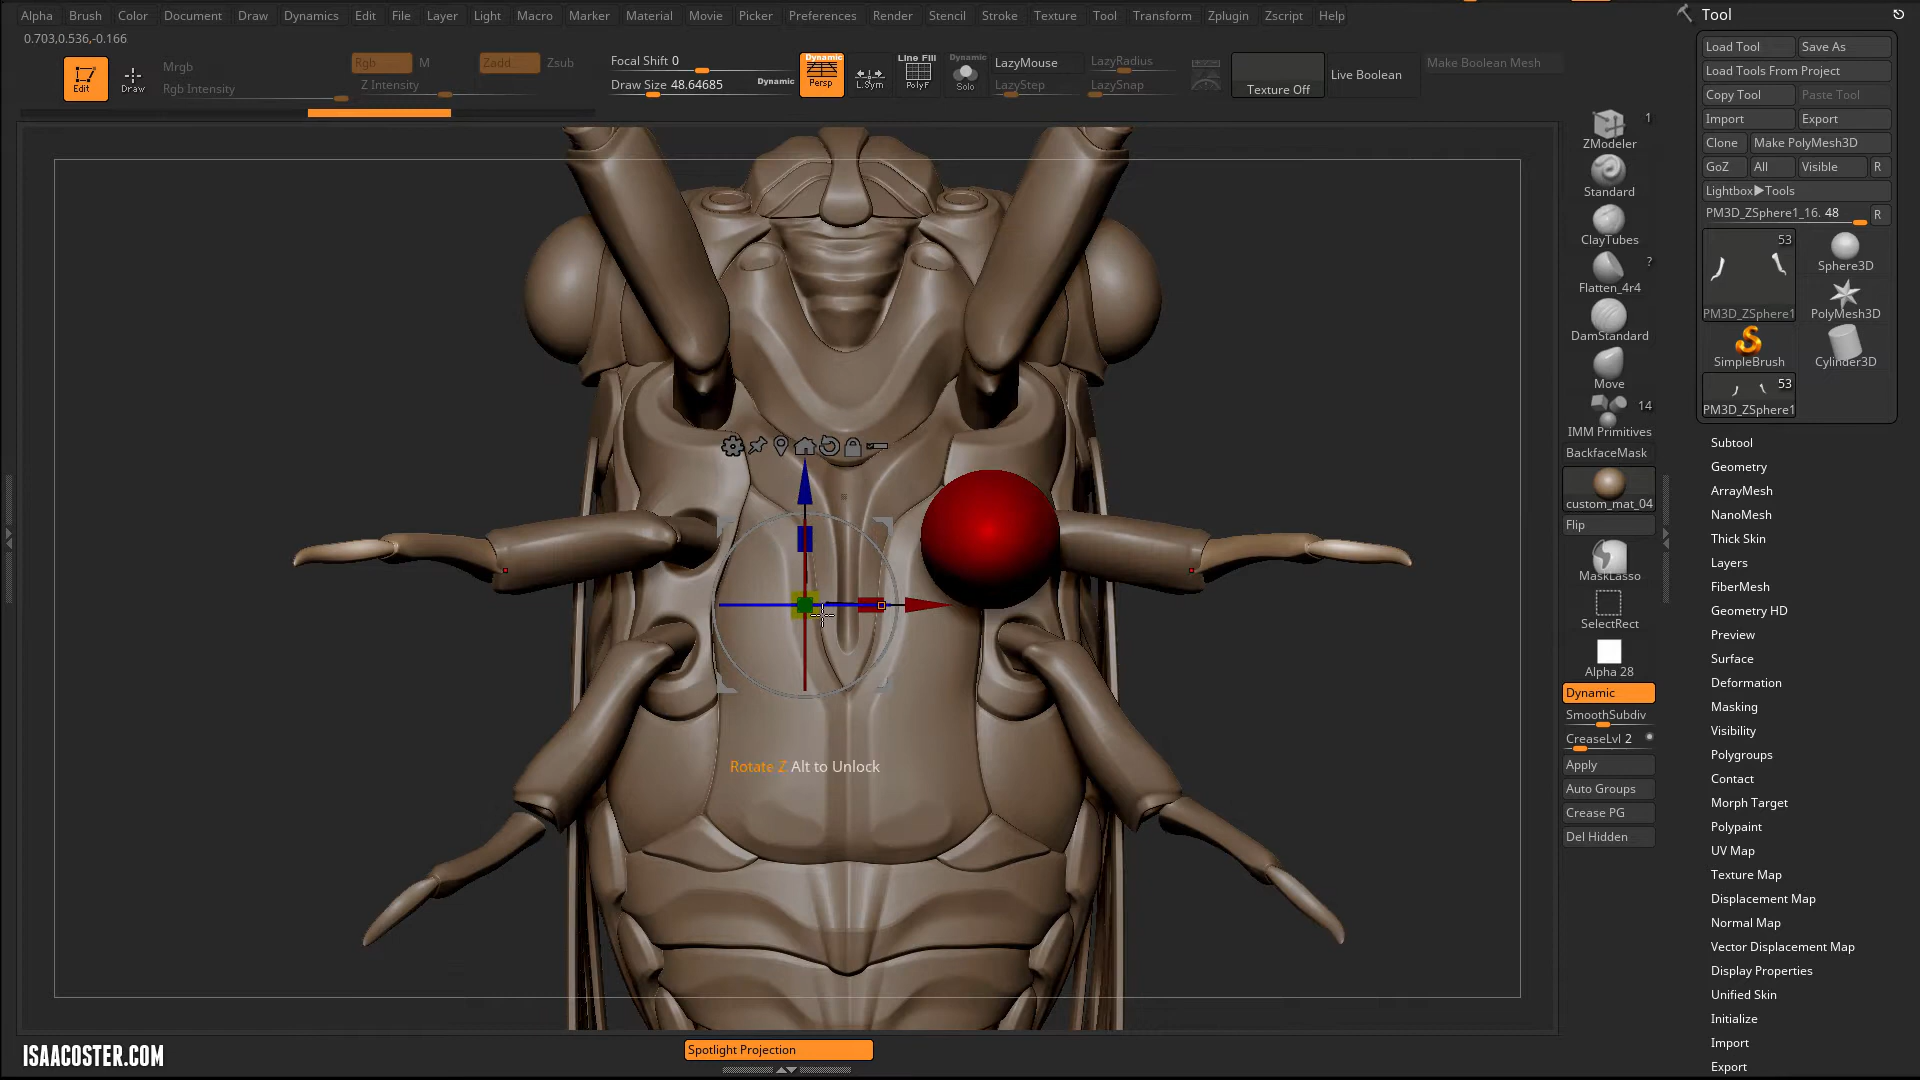 Alpha Brush Color Document Draw Dynamics Edit File Layer Light Macro Marker Material Movie Picker Preferences Render Stencil Stroke Texture Tool Transform Zplugin Zscript Help
0.703,0.536,-0.166
Edit
Draw
Mrgb
Rgb Intensity
Rgb
M
Z Intensity
Zadd
Zsub
Focal Shift 0
Draw Size 48.64685
Dynamic
Dynamic
Persp
L.Sym
Line Fill
PolyF
Dynamic
Solo
LazyMouse
LazyStep
LazyRadius
LazySnap
Texture Off
Live Boolean
Make Boolean Mesh
Rotate Z Alt to Unlock
ISAACOSTER.COM
Spotlight Projection
1
ZModeler
Standard
ClayTubes
?
Flatten_4r4
DamStandard
Move
14
IMM Primitives
BackfaceMask
custom_mat_04
Flip
MaskLasso
SelectRect
Alpha 28
Dynamic
SmoothSubdiv
CreaseLvl 2
Apply
Auto Groups
Crease PG
Del Hidden
Tool
Load Tool Save As
Load Tools From Project
Copy Tool Paste Tool
Import Export
Clone Make PolyMesh3D
GoZ All Visible R
Lightbox▶Tools
PM3D_ZSphere1_16. 48 R
53
PM3D_ZSphere1
Sphere3D
PolyMesh3D
SimpleBrush
Cylinder3D
53
PM3D_ZSphere1
Subtool
Geometry
ArrayMesh
NanoMesh
Thick Skin
Layers
FiberMesh
Geometry HD
Preview
Surface
Deformation
Masking
Visibility
Polygroups
Contact
Morph Target
Polypaint
UV Map
Texture Map
Displacement Map
Normal Map
Vector Displacement Map
Display Properties
Unified Skin
Initialize
Import
Export